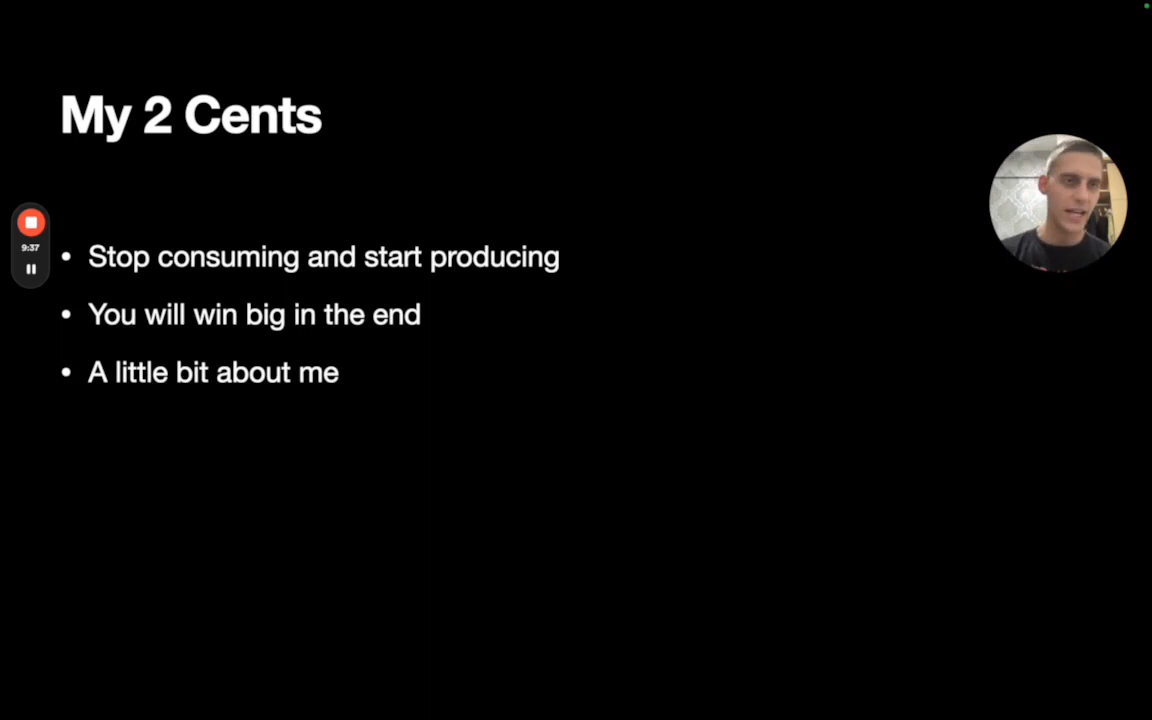 My 2 Cents
9:37
• Stop consuming and start producing
• You will win big in the end
• A little bit about me